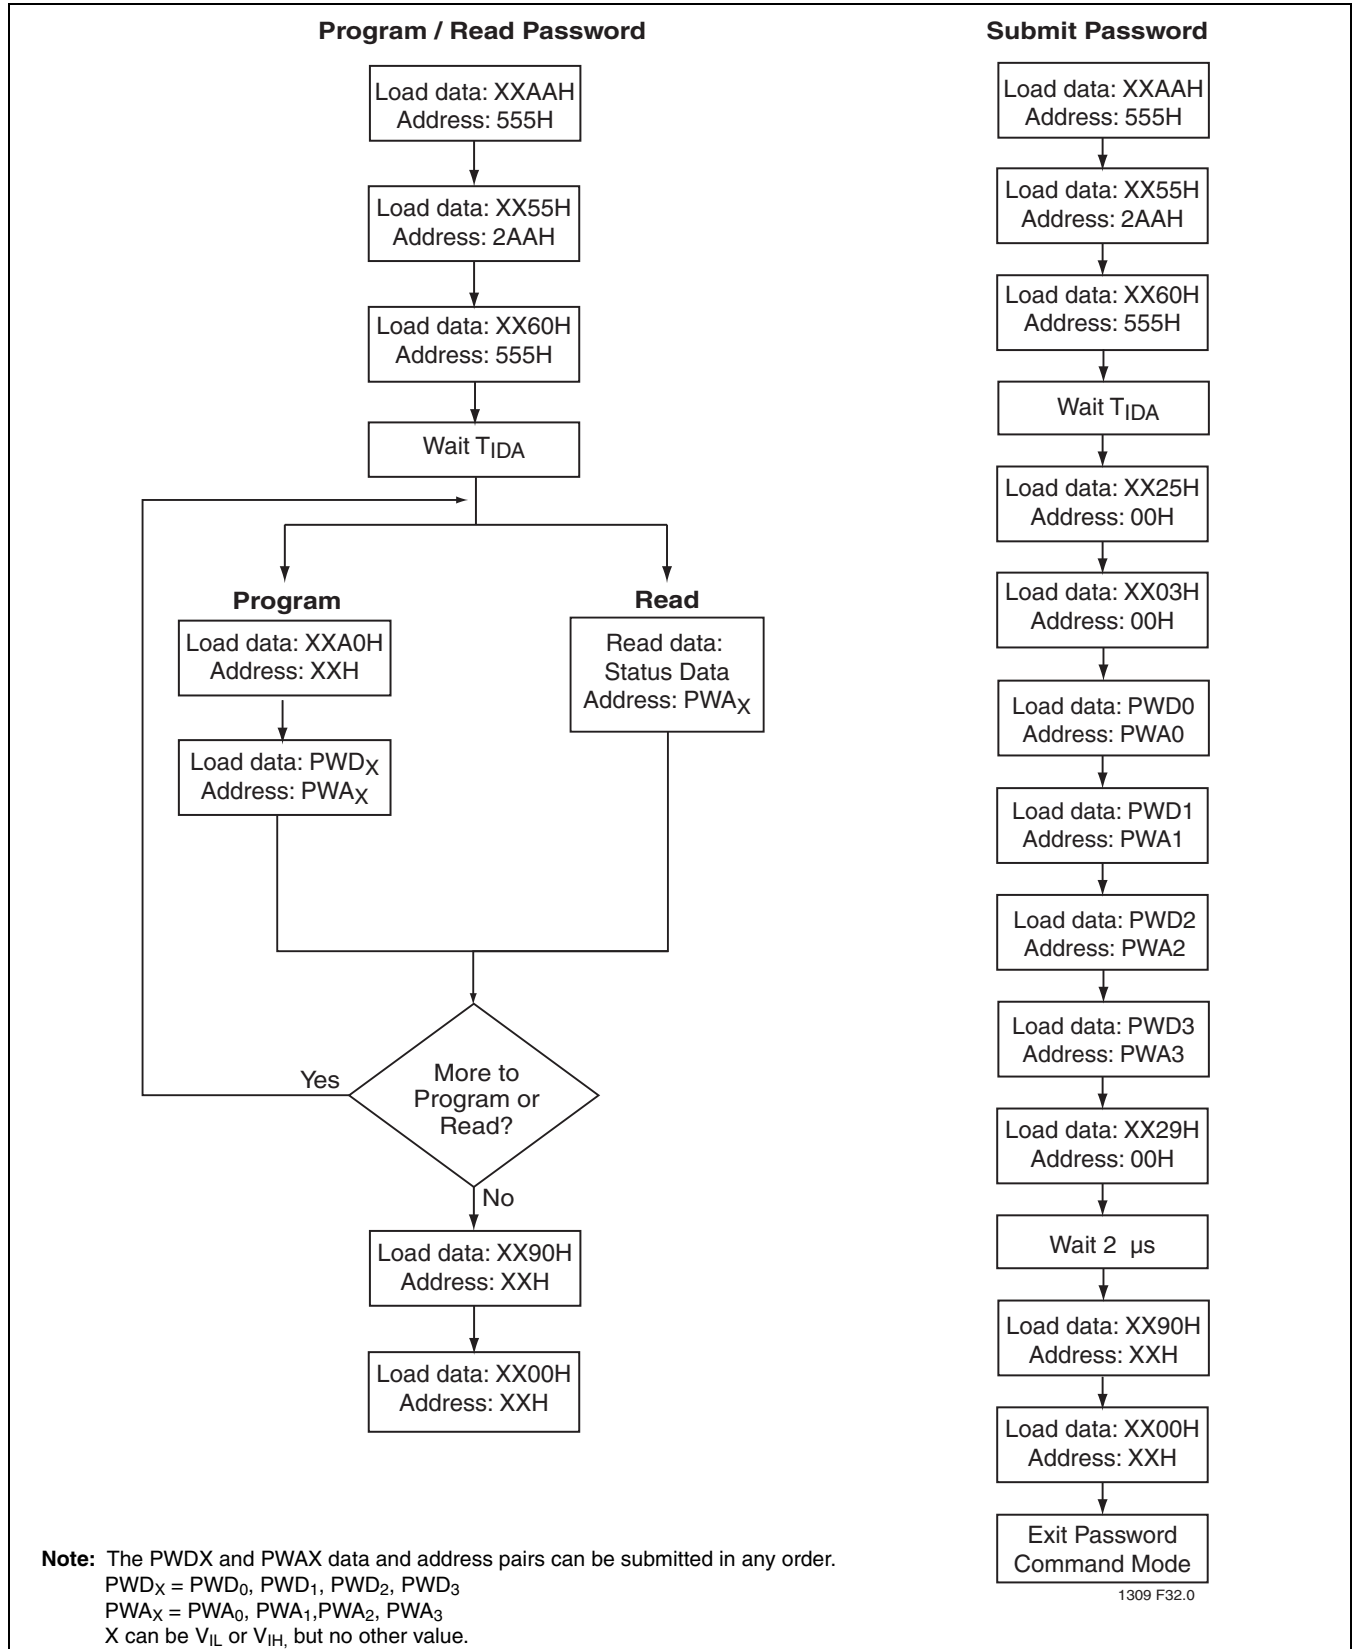 Program / Read Password
Load data: XXAAH
Address: 555H
Load data: XX55H
Address: 2AAH
Load data: XX60H
Address: 555H
Wait TIDA
Program
Load data: XXA0H
Address: XXH
Load data: PWDX
Address: PWAX
Read
Read data:
Status Data
Address: PWAX
More to
Program or
Read?
Yes
No
Load data: XX90H
Address: XXH
Load data: XX00H
Address: XXH
Submit Password
Load data: XXAAH
Address: 555H
Load data: XX55H
Address: 2AAH
Load data: XX60H
Address: 555H
Wait TIDA
Load data: XX25H
Address: 00H
Load data: XX03H
Address: 00H
Load data: PWD0
Address: PWA0
Load data: PWD1
Address: PWA1
Load data: PWD2
Address: PWA2
Load data: PWD3
Address: PWA3
Load data: XX29H
Address: 00H
Wait 2 µs
Load data: XX90H
Address: XXH
Load data: XX00H
Address: XXH
Exit Password
Command Mode
1309 F32.0
Note: The PWDX and PWAX data and address pairs can be submitted in any order.
PWDX = PWD0, PWD1, PWD2, PWD3
PWAX = PWA0, PWA1,PWA2, PWA3
X can be VIL or VIH, but no other value.